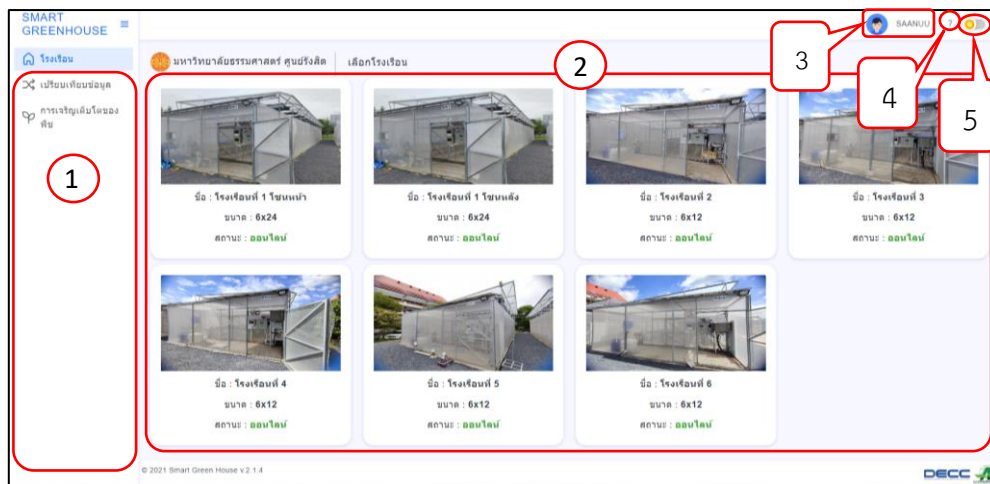 SMART
GREENHOUSE
SAANUU
?
3
4
5
โรงเรือน
มหาวิทยาลัยธรรมศาสตร์ ศูนย์รังสิต
เลือกโรงเรือน
2
เปรียบเทียบข้อมูล
การเจริญเติบโตของ
พืช
1
ชื่อ : โรงเรือนที่ 1 โซนหน้า
ขนาด : 6x24
สถานะ : ออนไลน์
ชื่อ : โรงเรือนที่ 1 โซนหลัง
ขนาด : 6x24
สถานะ : ออนไลน์
ชื่อ : โรงเรือนที่ 2
ขนาด : 6x12
สถานะ : ออนไลน์
ชื่อ : โรงเรือนที่ 3
ขนาด : 6x12
สถานะ : ออนไลน์
ชื่อ : โรงเรือนที่ 4
ขนาด : 6x12
สถานะ : ออนไลน์
ชื่อ : โรงเรือนที่ 5
ขนาด : 6x12
สถานะ : ออนไลน์
ชื่อ : โรงเรือนที่ 6
ขนาด : 6x12
สถานะ : ออนไลน์
© 2021 Smart Green House v.2.1.4
DECC